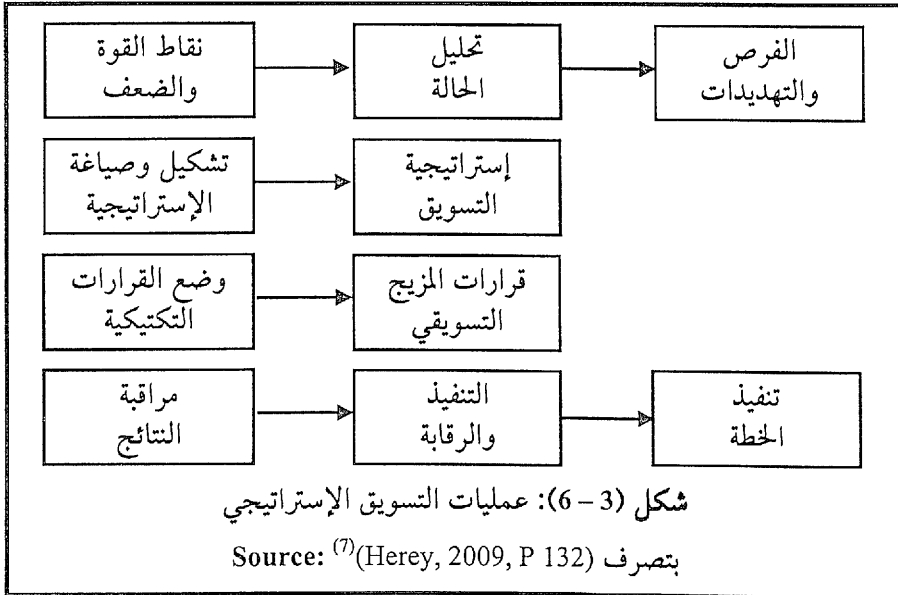 نقاط القوة
والضعف
تحليل
الحالة
الفرص
والتهديدات
تشكيل وصياغة
الإستراتيجية
إستراتيجية
التسويق
وضع القرارات
التكتيكية
قرارات المزيج
التسويقي
مراقبة
النتائج
التنفيذ
والرقابة
تنفيذ
الخطة
شكل (3 – 6): عمليات التسويق الإستراتيجي
Source: (7)(Herey, 2009, P 132) بتصرف